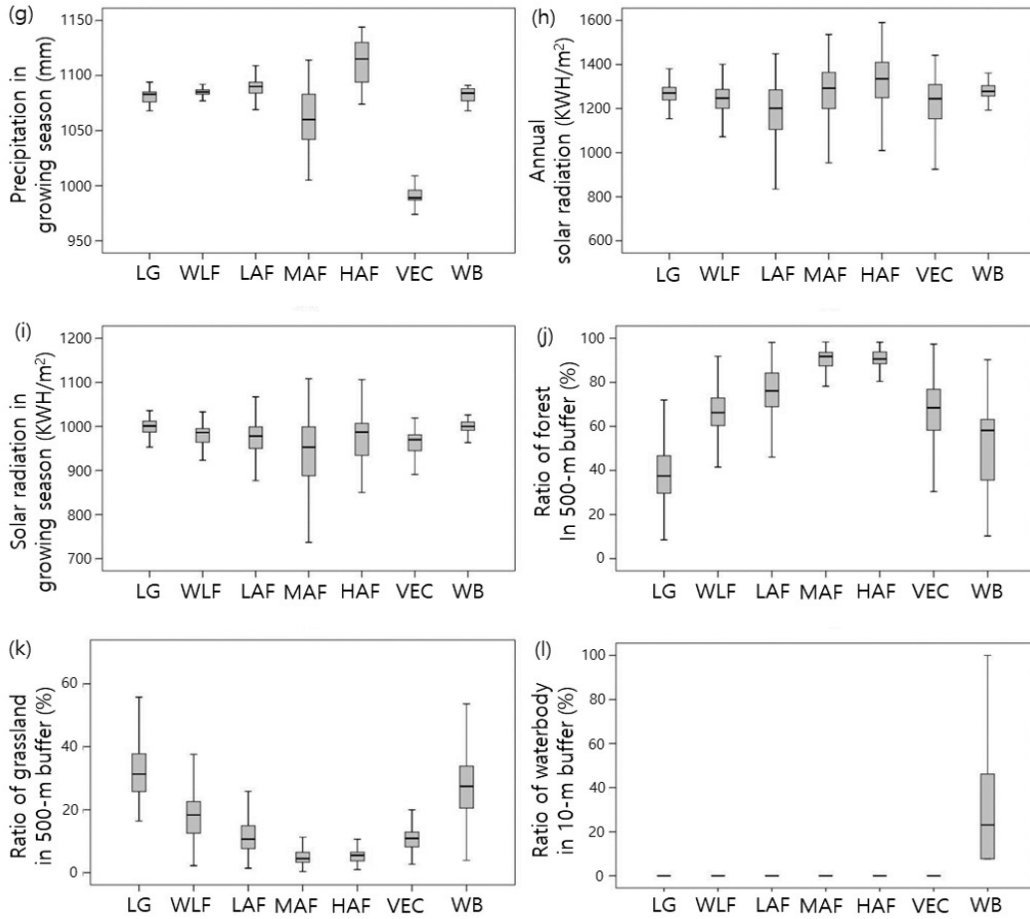 (g)
Precipitation in
growing season (mm)
1150
1100
1050
1000
950
LG WLF LAF MAF HAF VEC WB
(h)
Annual
solar radiation (KWH/m²)
1600
1400
1200
1000
800
600
LG WLF LAF MAF HAF VEC WB
(i)
Solar radiation in
growing season (KWH/m²)
1200
1100
1000
900
800
700
LG WLF LAF MAF HAF VEC WB
(j)
Ratio of forest
In 500-m buffer (%)
100
80
60
40
20
0
LG WLF LAF MAF HAF VEC WB
(k)
Ratio of grassland
in 500-m buffer (%)
60
40
20
0
LG WLF LAF MAF HAF VEC WB
(l)
Ratio of waterbody
in 10-m buffer (%)
100
80
60
40
20
0
LG WLF LAF MAF HAF VEC WB